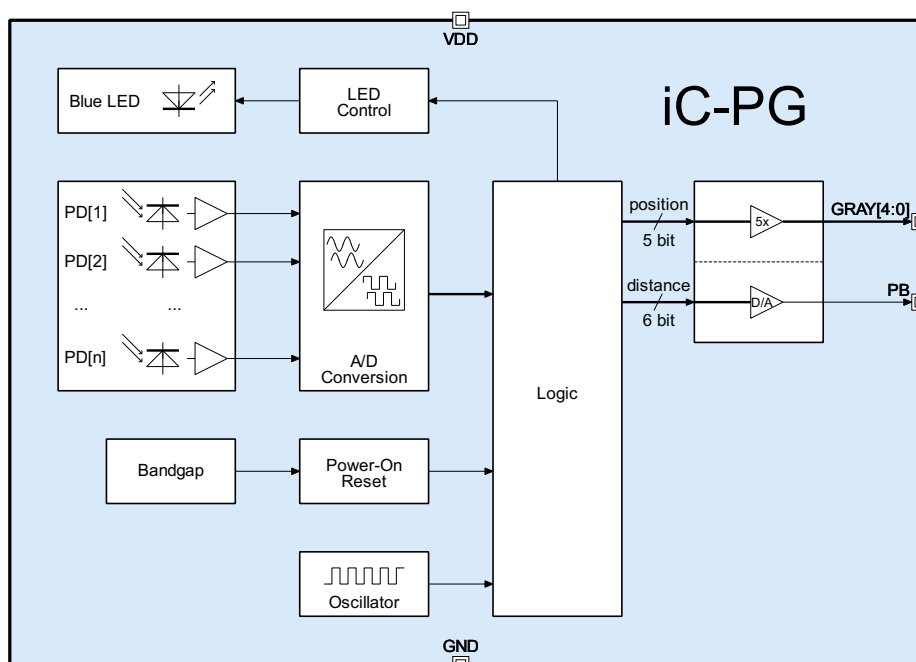 VDD
iC-PG
Blue LED
LED
Control
PD[1]
PD[2]
... ...
PD[n]
A/D
Conversion
Logic
position
5 bit
5x
GRAY[4:0]
distance
6 bit
D/A
PB
Bandgap
Power-On
Reset
Oscillator
GND